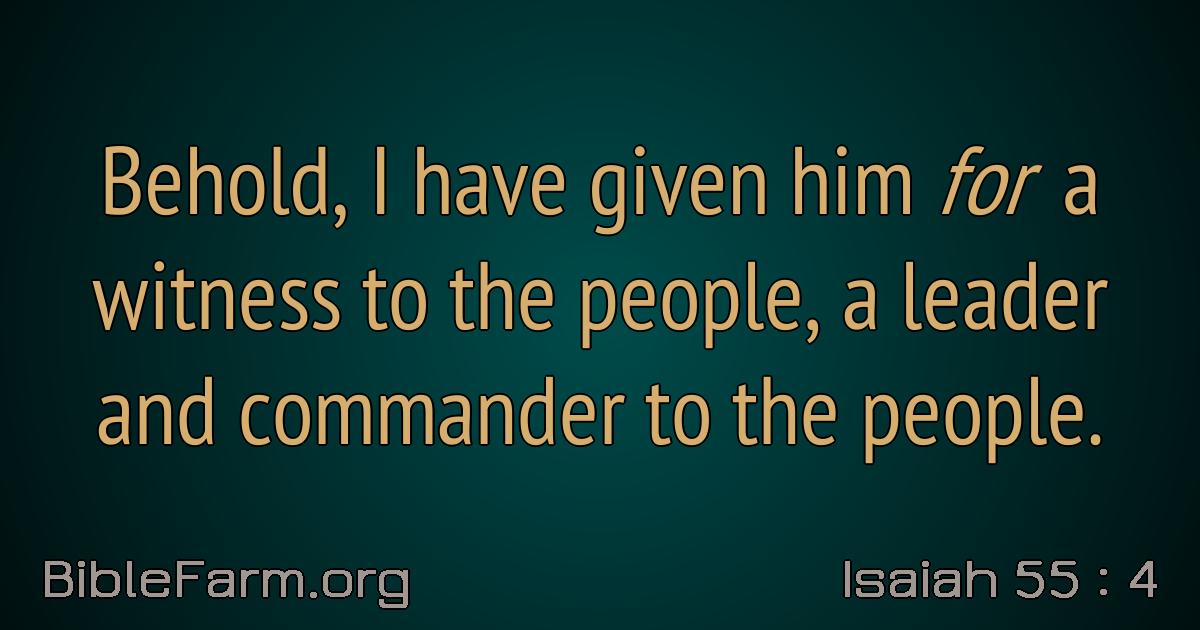 Behold, I have given him for a
witness to the people, a leader
and commander to the people.
BibleFarm.org
Isaiah 55 : 4